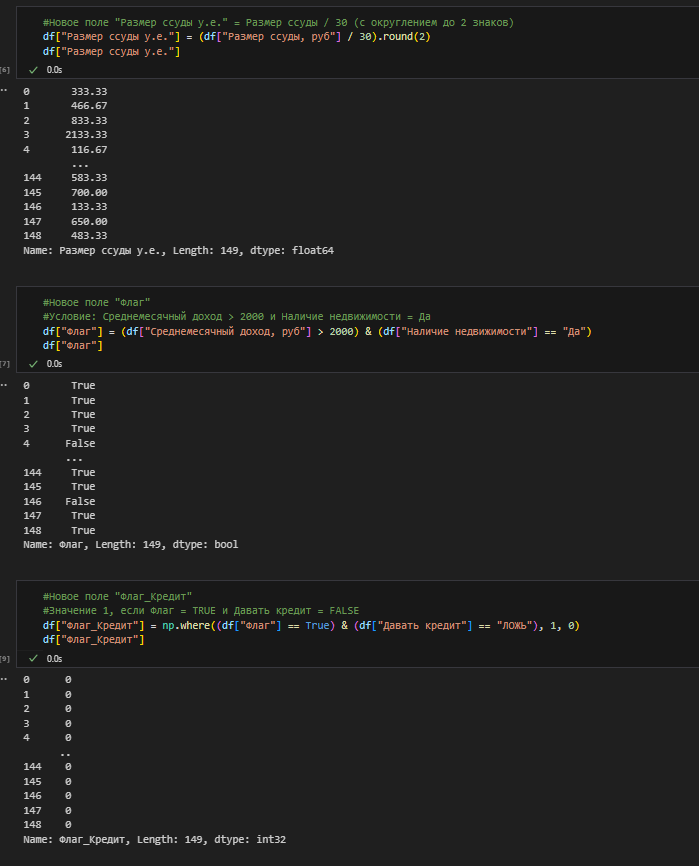 #Новое поле "Размер ссуды у.е." = Размер ссуды / 30 (с округлением до 2 знаков)
df["Размер ссуды у.е."] = (df["Размер ссуды, руб"] / 30).round(2)
df["Размер ссуды у.е."]
[6] ✓ 0.0s
0 333.33
1 466.67
2 833.33
3 2133.33
4 116.67
...
144 583.33
145 700.00
146 133.33
147 650.00
148 483.33
Name: Размер ссуды у.е., Length: 149, dtype: float64
#Новое поле "Флаг"
#Условие: Среднемесячный доход > 2000 и Наличие недвижимости = Да
df["Флаг"] = (df["Среднемесячный доход, руб"] > 2000) & (df["Наличие недвижимости"] == "Да")
df["Флаг"]
[7] ✓ 0.0s
0 True
1 True
2 True
3 True
4 False
...
144 True
145 True
146 False
147 True
148 True
Name: Флаг, Length: 149, dtype: bool
#Новое поле "Флаг_Кредит"
#Значение 1, если Флаг = TRUE и Давать кредит = FALSE
df["Флаг_Кредит"] = np.where((df["Флаг"] == True) & (df["Давать кредит"] == "ЛОЖЬ"), 1, 0)
df["Флаг_Кредит"]
[9] ✓ 0.0s
0 0
1 0
2 0
3 0
4 0
..
144 0
145 0
146 0
147 0
148 0
Name: Флаг_Кредит, Length: 149, dtype: int32